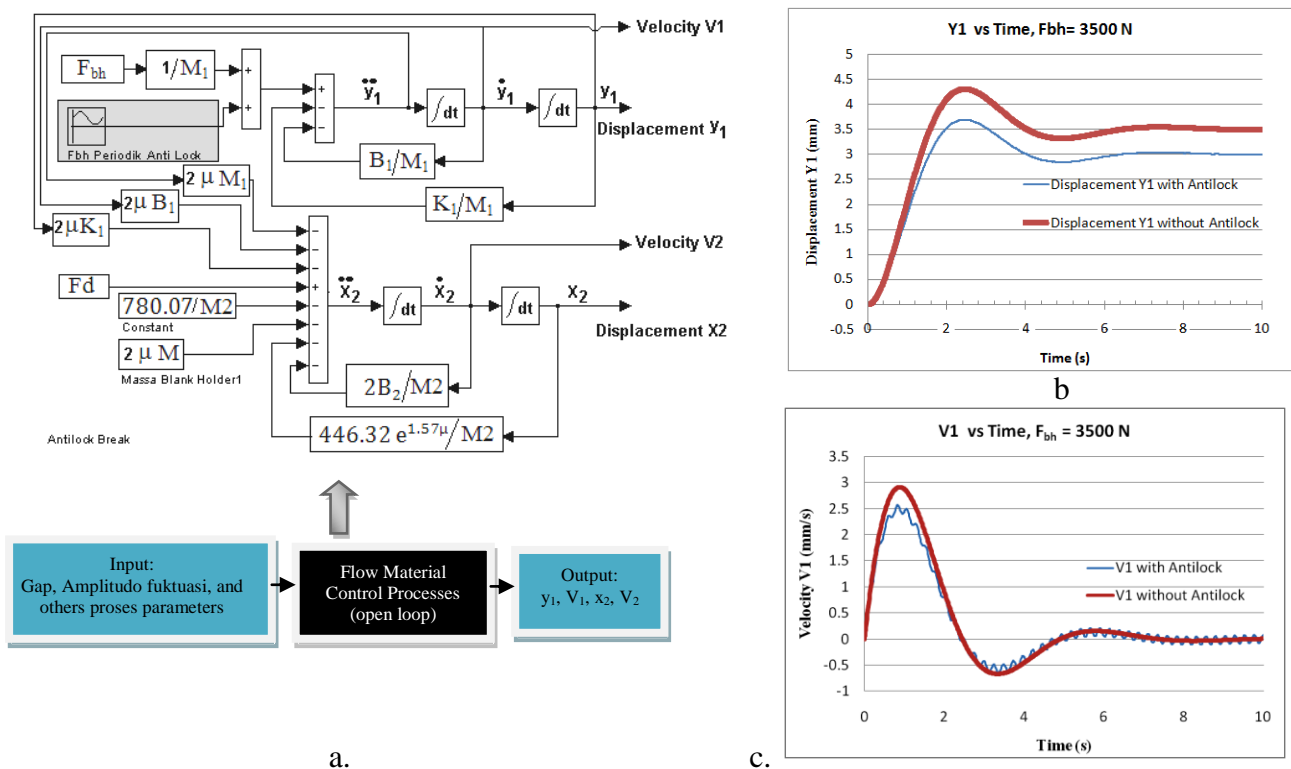 Velocity V1
F_bh
1/M₁
+
+
Fbh Periodik Anti Lock
+
−
−
ÿ₁
∫dt
ẏ₁
∫dt
y₁
Displacement y₁
B₁/M₁
K₁/M₁
2 μ M₁
2μ B₁
2μK₁
Fd
780.07/M2
Constant
2 μ M
Massa Blank Holder1
−
−
−
+
−
−
−
−
ẍ₂
∫dt
ẋ₂
∫dt
x₂
Velocity V2
Displacement X2
2B₂/M2
446.32 e^1.57μ/M2
Antilock Break
Input:
Gap, Amplitudo fuktuasi, and
others proses parameters
Flow Material
Control Processes
(open loop)
Output:
y₁, V₁, x₂, V₂
a.
Y1 vs Time, Fbh= 3500 N
Displacement Y1 (mm)
5
4.5
4
3.5
3
2.5
2
1.5
1
0.5
0
-0.5
0 2 4 6 8 10
Time (s)
Displacement Y1 with Antilock
Displacement Y1 without Antilock
b
V1 vs Time, F_bh = 3500 N
Velocity V1 (mm/s)
3.5
3
2.5
2
1.5
1
0.5
0
-0.5
-1
0 2 4 6 8 10
Time (s)
V1 with Antilock
V1 without Antilock
c.